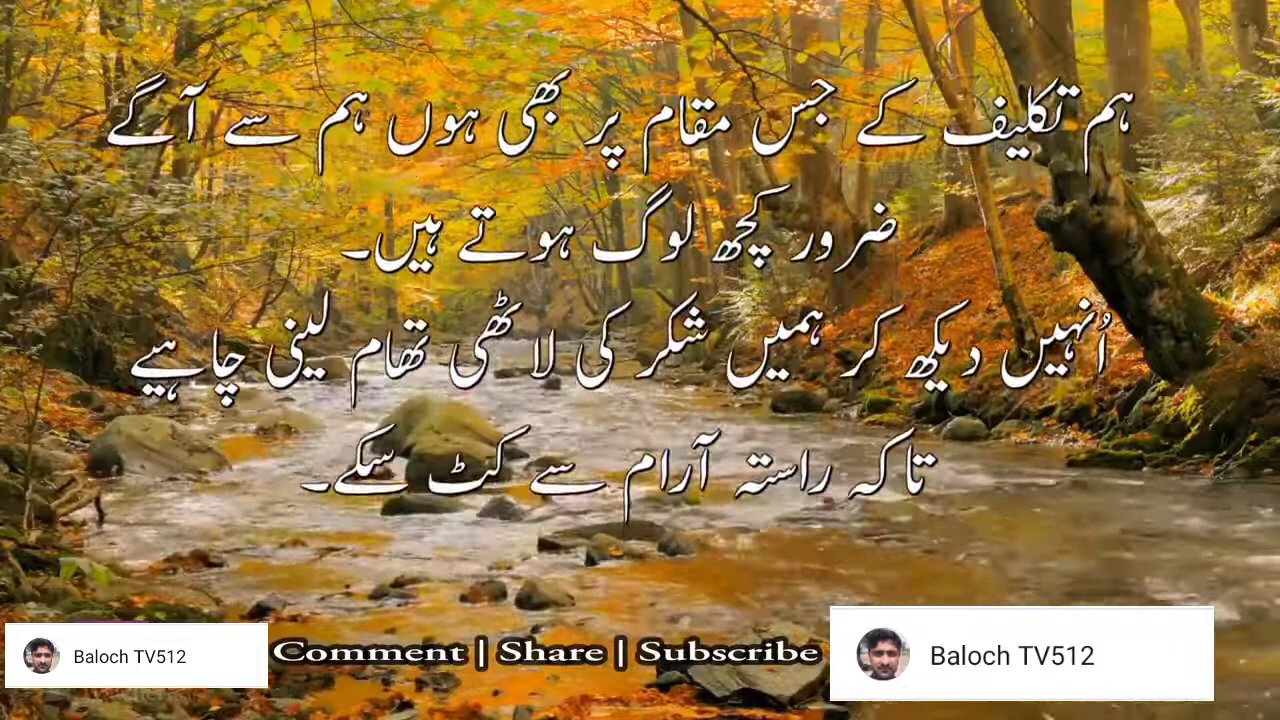 ہم تکلیف کے جس مقام پر بھی ہوں ہم سے آگے
ضرور کچھ لوگ ہوتے ہیں۔
اُنہیں دیکھ کر ہمیں شکر کی لاٹھی تھام لینی چاہیے
تاکہ راستہ آرام سے کٹ سکے۔
Baloch TV512
Comment | Share | Subscribe
Baloch TV512